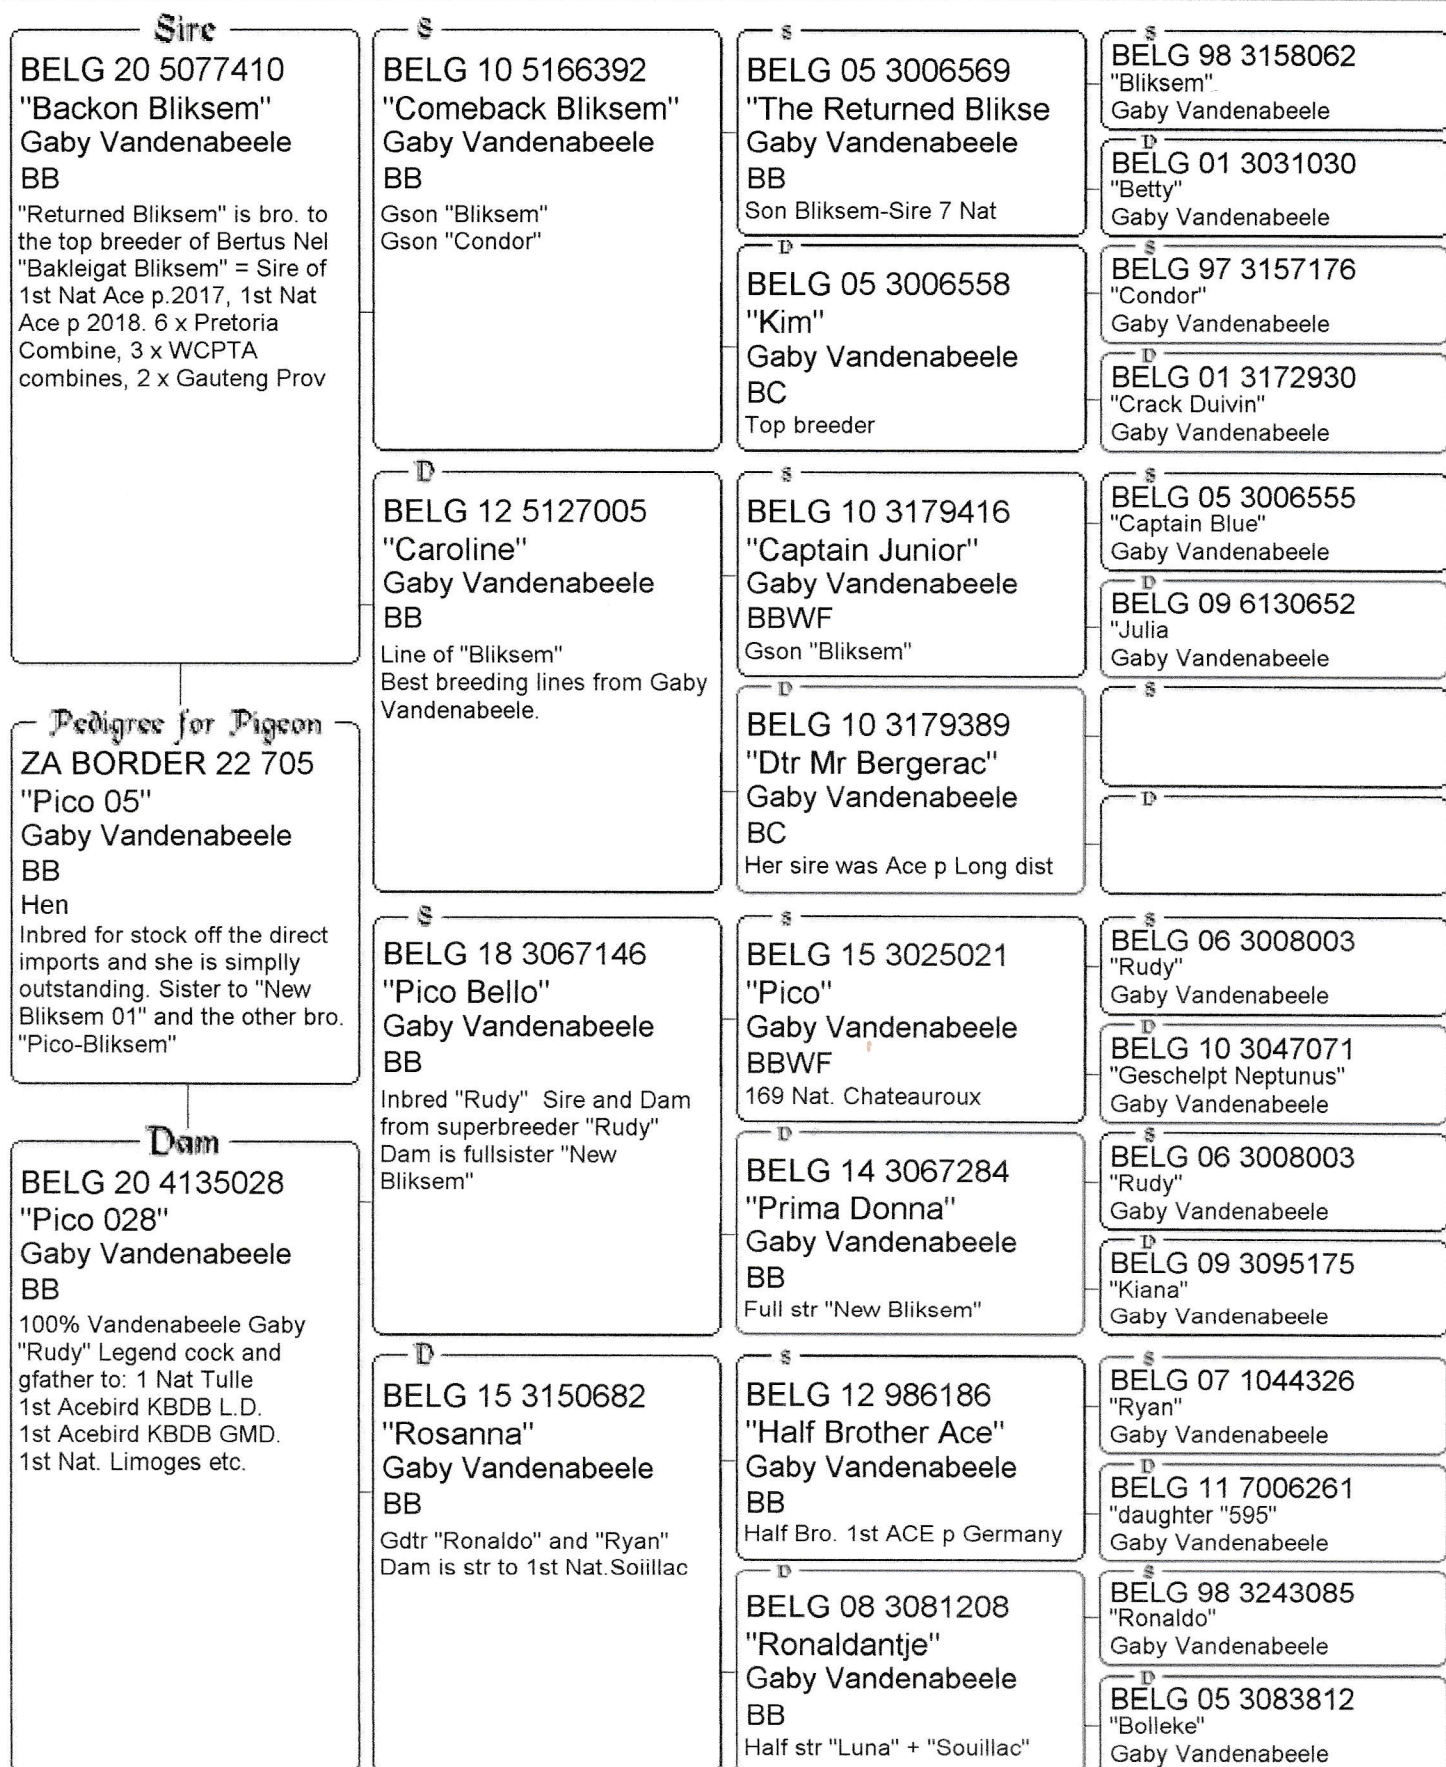 Sire
BELG 20 5077410
"Backon Bliksem"
Gaby Vandenabeele
BB
"Returned Bliksem" is bro. to
the top breeder of Bertus Nel
"Bakleigat Bliksem" = Sire of
1st Nat Ace p.2017, 1st Nat
Ace p 2018. 6 x Pretoria
Combine, 3 x WCPTA
combines, 2 x Gauteng Prov
Pedigree for Pigeon
ZA BORDER 22 705
"Pico 05"
Gaby Vandenabeele
BB
Hen
Inbred for stock off the direct
imports and she is simplly
outstanding. Sister to "New
Bliksem 01" and the other bro.
"Pico-Bliksem"
Dam
BELG 20 4135028
"Pico 028"
Gaby Vandenabeele
BB
100% Vandenabeele Gaby
"Rudy" Legend cock and
gfather to: 1 Nat Tulle
1st Acebird KBDB L.D.
1st Acebird KBDB GMD.
1st Nat. Limoges etc.
S
BELG 10 5166392
"Comeback Bliksem"
Gaby Vandenabeele
BB
Gson "Bliksem"
Gson "Condor"
D
BELG 12 5127005
"Caroline"
Gaby Vandenabeele
BB
Line of "Bliksem"
Best breeding lines from Gaby
Vandenabeele.
S
BELG 18 3067146
"Pico Bello"
Gaby Vandenabeele
BB
Inbred "Rudy" Sire and Dam
from superbreeder "Rudy"
Dam is fullsister "New
Bliksem"
D
BELG 15 3150682
"Rosanna"
Gaby Vandenabeele
BB
Gdtr "Ronaldo" and "Ryan"
Dam is str to 1st Nat.Soiillac
S
BELG 05 3006569
"The Returned Blikse
Gaby Vandenabeele
BB
Son Bliksem-Sire 7 Nat
D
BELG 05 3006558
"Kim"
Gaby Vandenabeele
BC
Top breeder
S
BELG 10 3179416
"Captain Junior"
Gaby Vandenabeele
BBWF
Gson "Bliksem"
D
BELG 10 3179389
"Dtr Mr Bergerac"
Gaby Vandenabeele
BC
Her sire was Ace p Long dist
S
BELG 15 3025021
"Pico"
Gaby Vandenabeele
BBWF
169 Nat. Chateauroux
D
BELG 14 3067284
"Prima Donna"
Gaby Vandenabeele
BB
Full str "New Bliksem"
S
BELG 12 986186
"Half Brother Ace"
Gaby Vandenabeele
BB
Half Bro. 1st ACE p Germany
D
BELG 08 3081208
"Ronaldantje"
Gaby Vandenabeele
BB
Half str "Luna" + "Souillac"
S
BELG 98 3158062
"Bliksem"
Gaby Vandenabeele
D
BELG 01 3031030
"Betty"
Gaby Vandenabeele
S
BELG 97 3157176
"Condor"
Gaby Vandenabeele
D
BELG 01 3172930
"Crack Duivin"
Gaby Vandenabeele
S
BELG 05 3006555
"Captain Blue"
Gaby Vandenabeele
D
BELG 09 6130652
"Julia
Gaby Vandenabeele
S
D
S
BELG 06 3008003
"Rudy"
Gaby Vandenabeele
D
BELG 10 3047071
"Geschelpt Neptunus"
Gaby Vandenabeele
S
BELG 06 3008003
"Rudy"
Gaby Vandenabeele
D
BELG 09 3095175
"Kiana"
Gaby Vandenabeele
S
BELG 07 1044326
"Ryan"
Gaby Vandenabeele
D
BELG 11 7006261
"daughter "595"
Gaby Vandenabeele
S
BELG 98 3243085
"Ronaldo"
Gaby Vandenabeele
D
BELG 05 3083812
"Bolleke"
Gaby Vandenabeele